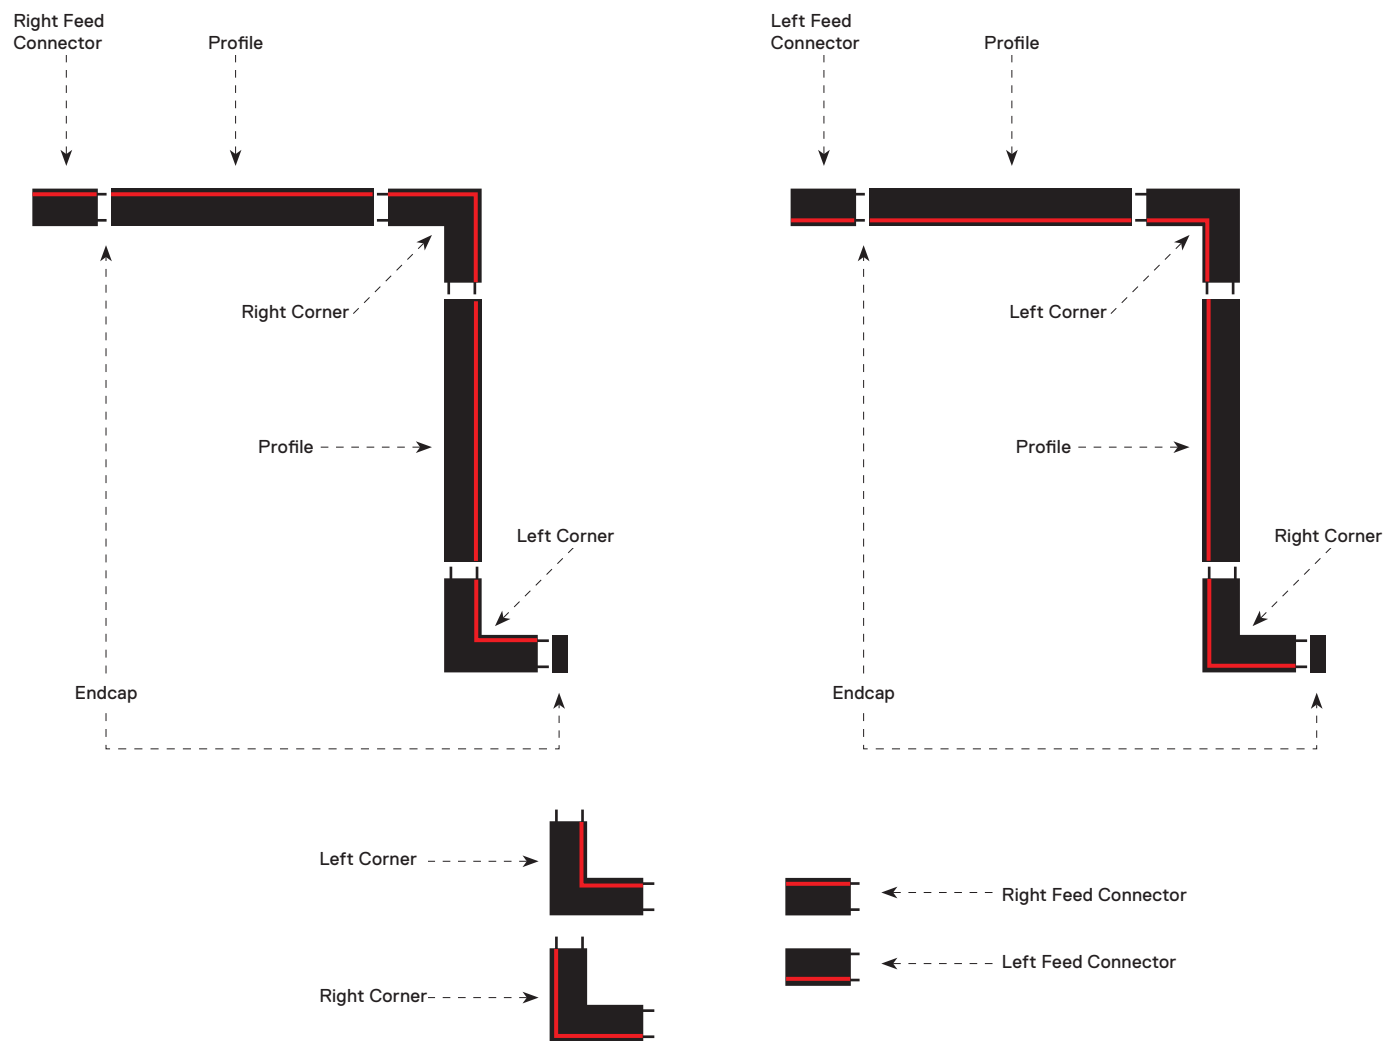 Right Feed
Connector
Profile
Left Feed
Connector
Profile
Right Corner
Left Corner
Profile
Profile
Left Corner
Right Corner
Endcap
Endcap
Left Corner
Right Feed Connector
Left Feed Connector
Right Corner